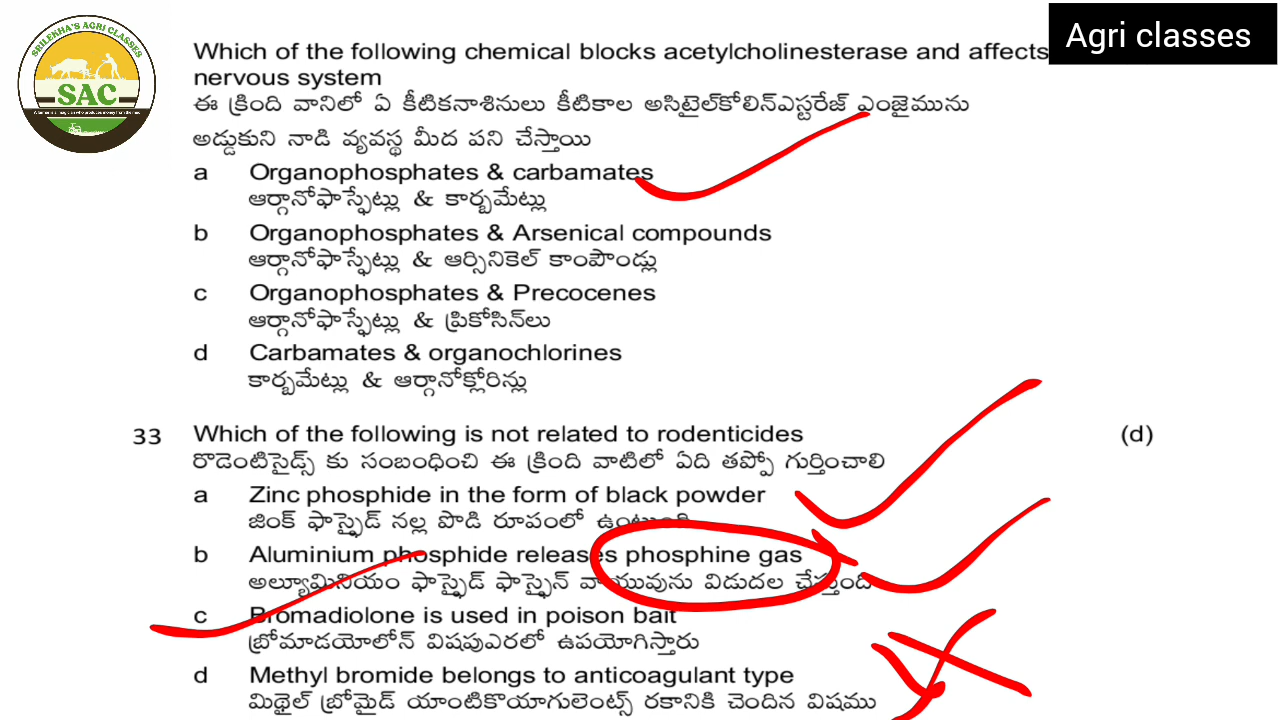 SRILEKHA'S AGRI CLASSES
SAC
Agri classes
Which of the following chemical blocks acetylcholinesterase and affects
nervous system
ఈ క్రింది వానిలో ఏ కీటికనాశినులు కీటికాల అసిటైల్‌కోలిన్‌ఎస్టరేజ్ ఎంజైమును
అడ్డుకుని నాడి వ్యవస్థ మీద పని చేస్తాయి
a Organophosphates & carbamates
ఆర్గానోఫాస్ఫేట్లు & కార్బమేట్లు
b Organophosphates & Arsenical compounds
ఆర్గానోఫాస్ఫేట్లు & ఆర్సినికెల్ కాంపౌండ్లు
c Organophosphates & Precocenes
ఆర్గానోఫాస్ఫేట్లు & ప్రికోసిన్‌లు
d Carbamates & organochlorines
కార్బమేట్లు & ఆర్గానోక్లోరిన్లు
33 Which of the following is not related to rodenticides (d)
రొడెంటిసైడ్స్ కు సంబంధించి ఈ క్రింది వాటిలో ఏది తప్పో గుర్తించాలి
a Zinc phosphide in the form of black powder
జింక్ ఫాస్ఫైడ్ నల్ల పొడి రూపంలో ఉంటుంది
b Aluminium phosphide releases phosphine gas
అల్యూమినియం ఫాస్ఫైడ్ ఫాస్ఫైన్ వాయువును విడుదల చేస్తుంది
c Bromadiolone is used in poison bait
బ్రోమాడయోలోన్ విషపుఎరలో ఉపయోగిస్తారు
d Methyl bromide belongs to anticoagulant type
మిథైల్ బ్రోమైడ్ యాంటికొయాగులెంట్స్ రకానికి చెందిన విషము